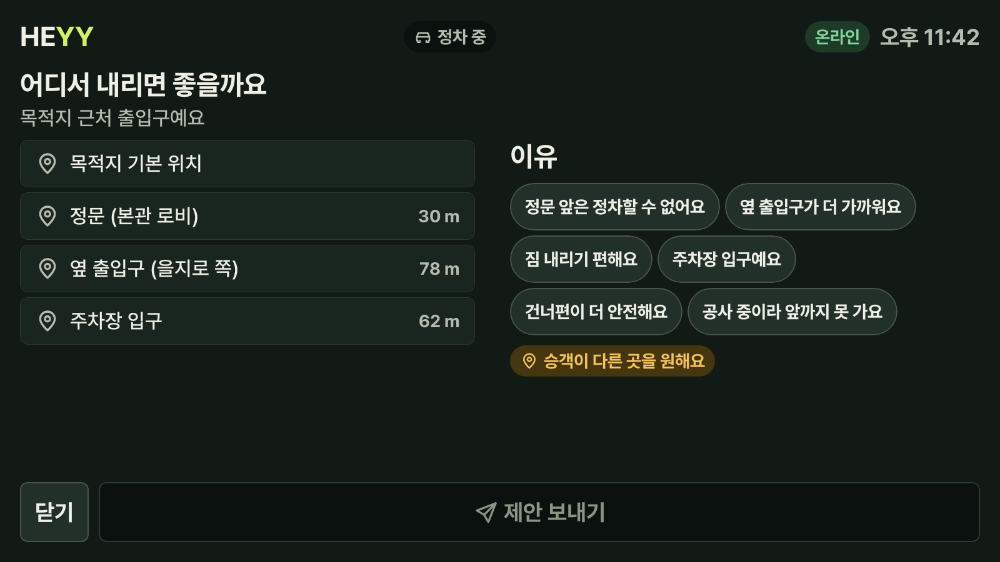 HEYY
정차 중
온라인
오후 11:42
어디서 내리면 좋을까요
목적지 근처 출입구예요
목적지 기본 위치
정문 (본관 로비) 30 m
옆 출입구 (을지로 쪽) 78 m
주차장 입구 62 m
이유
정문 앞은 정차할 수 없어요
옆 출입구가 더 가까워요
짐 내리기 편해요
주차장 입구예요
건너편이 더 안전해요
공사 중이라 앞까지 못 가요
승객이 다른 곳을 원해요
닫기
제안 보내기